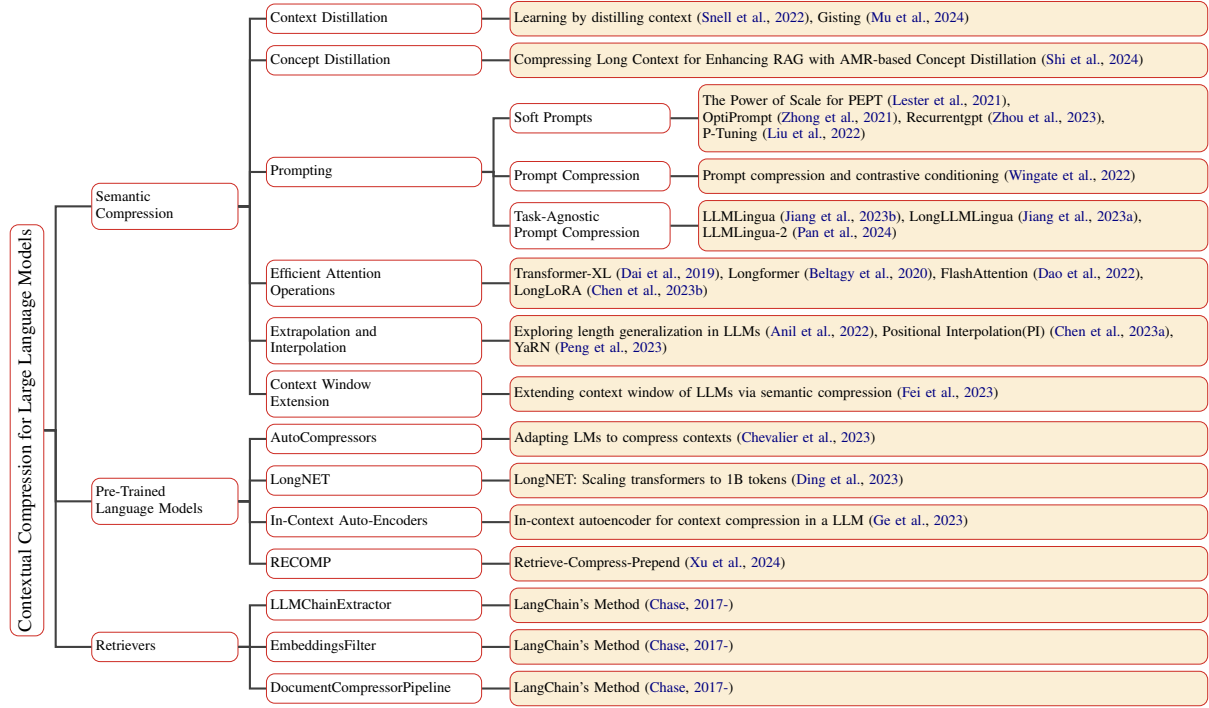 Contextual Compression for Large Language Models
Semantic
Compression
Context Distillation
Learning by distilling context (Snell et al., 2022), Gisting (Mu et al., 2024)
Concept Distillation
Compressing Long Context for Enhancing RAG with AMR-based Concept Distillation (Shi et al., 2024)
Prompting
Soft Prompts
The Power of Scale for PEPT (Lester et al., 2021),
OptiPrompt (Zhong et al., 2021), Recurrentgpt (Zhou et al., 2023),
P-Tuning (Liu et al., 2022)
Prompt Compression
Prompt compression and contrastive conditioning (Wingate et al., 2022)
Task-Agnostic
Prompt Compression
LLMLingua (Jiang et al., 2023b), LongLLMLingua (Jiang et al., 2023a),
LLMLingua-2 (Pan et al., 2024)
Efficient Attention
Operations
Transformer-XL (Dai et al., 2019), Longformer (Beltagy et al., 2020), FlashAttention (Dao et al., 2022),
LongLoRA (Chen et al., 2023b)
Extrapolation and
Interpolation
Exploring length generalization in LLMs (Anil et al., 2022), Positional Interpolation(PI) (Chen et al., 2023a),
YaRN (Peng et al., 2023)
Context Window
Extension
Extending context window of LLMs via semantic compression (Fei et al., 2023)
Pre-Trained
Language Models
AutoCompressors
Adapting LMs to compress contexts (Chevalier et al., 2023)
LongNET
LongNET: Scaling transformers to 1B tokens (Ding et al., 2023)
In-Context Auto-Encoders
In-context autoencoder for context compression in a LLM (Ge et al., 2023)
RECOMP
Retrieve-Compress-Prepend (Xu et al., 2024)
Retrievers
LLMChainExtractor
LangChain's Method (Chase, 2017-)
EmbeddingsFilter
LangChain's Method (Chase, 2017-)
DocumentCompressorPipeline
LangChain's Method (Chase, 2017-)